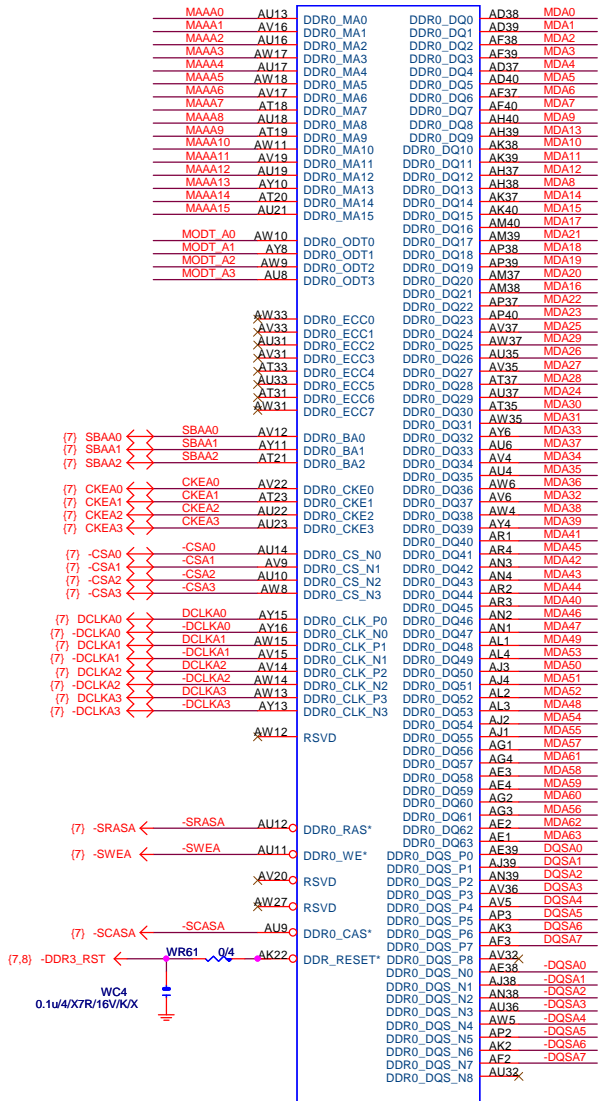 MAAA0 AU13 DDR0_MA0
MAAA1 AV16 DDR0_MA1
MAAA2 AU16 DDR0_MA2
MAAA3 AW17 DDR0_MA3
MAAA4 AU17 DDR0_MA4
MAAA5 AW18 DDR0_MA5
MAAA6 AV17 DDR0_MA6
MAAA7 AT18 DDR0_MA7
MAAA8 AU18 DDR0_MA8
MAAA9 AT19 DDR0_MA9
MAAA10 AW11 DDR0_MA10
MAAA11 AV19 DDR0_MA11
MAAA12 AU19 DDR0_MA12
MAAA13 AY10 DDR0_MA13
MAAA14 AT20 DDR0_MA14
MAAA15 AU21 DDR0_MA15
MODT_A0 AW10 DDR0_ODT0
MODT_A1 AY8 DDR0_ODT1
MODT_A2 AW9 DDR0_ODT2
MODT_A3 AU8 DDR0_ODT3
AW33 DDR0_ECC0
AV33 DDR0_ECC1
AU31 DDR0_ECC2
AV31 DDR0_ECC3
AT33 DDR0_ECC4
AU33 DDR0_ECC5
AT31 DDR0_ECC6
AW31 DDR0_ECC7
{7} SBAA0 SBAA0 AV12 DDR0_BA0
{7} SBAA1 SBAA1 AY11 DDR0_BA1
{7} SBAA2 SBAA2 AT21 DDR0_BA2
{7} CKEA0 CKEA0 AV22 DDR0_CKE0
{7} CKEA1 CKEA1 AT23 DDR0_CKE1
{7} CKEA2 CKEA2 AU22 DDR0_CKE2
{7} CKEA3 CKEA3 AU23 DDR0_CKE3
{7} -CSA0 -CSA0 AU14 DDR0_CS_N0
{7} -CSA1 -CSA1 AV9 DDR0_CS_N1
{7} -CSA2 -CSA2 AU10 DDR0_CS_N2
{7} -CSA3 -CSA3 AW8 DDR0_CS_N3
{7} DCLKA0 DCLKA0 AY15 DDR0_CLK_P0
{7} -DCLKA0 -DCLKA0 AY16 DDR0_CLK_N0
{7} DCLKA1 DCLKA1 AW15 DDR0_CLK_P1
{7} -DCLKA1 -DCLKA1 AV15 DDR0_CLK_N1
{7} DCLKA2 DCLKA2 AV14 DDR0_CLK_P2
{7} -DCLKA2 -DCLKA2 AW14 DDR0_CLK_N2
{7} DCLKA3 DCLKA3 AW13 DDR0_CLK_P3
{7} -DCLKA3 -DCLKA3 AY13 DDR0_CLK_N3
AW12 RSVD
{7} -SRASA -SRASA AU12 DDR0_RAS*
{7} -SWEA -SWEA AU11 DDR0_WE*
AV20 RSVD
AW27 RSVD
{7} -SCASA -SCASA AU9 DDR0_CAS*
{7,8} -DDR3_RST WR61 0/4 AK22 DDR_RESET*
WC4
0.1u/4/X7R/16V/K/X
DDR0_DQ0 AD38 MDA0
DDR0_DQ1 AD39 MDA1
DDR0_DQ2 AF38 MDA2
DDR0_DQ3 AF39 MDA3
DDR0_DQ4 AD37 MDA4
DDR0_DQ5 AD40 MDA5
DDR0_DQ6 AF37 MDA6
DDR0_DQ7 AF40 MDA7
DDR0_DQ8 AH40 MDA9
DDR0_DQ9 AH39 MDA13
DDR0_DQ10 AK38 MDA10
DDR0_DQ11 AK39 MDA11
DDR0_DQ12 AH37 MDA12
DDR0_DQ13 AH38 MDA8
DDR0_DQ14 AK37 MDA14
DDR0_DQ15 AK40 MDA15
DDR0_DQ16 AM40 MDA17
DDR0_DQ17 AM39 MDA21
DDR0_DQ18 AP38 MDA18
DDR0_DQ19 AP39 MDA19
DDR0_DQ20 AM37 MDA20
DDR0_DQ21 AM38 MDA16
DDR0_DQ22 AP37 MDA22
DDR0_DQ23 AP40 MDA23
DDR0_DQ24 AV37 MDA25
DDR0_DQ25 AW37 MDA29
DDR0_DQ26 AU35 MDA26
DDR0_DQ27 AV35 MDA27
DDR0_DQ28 AT37 MDA28
DDR0_DQ29 AU37 MDA24
DDR0_DQ30 AT35 MDA30
DDR0_DQ31 AW35 MDA31
DDR0_DQ32 AY6 MDA33
DDR0_DQ33 AU6 MDA37
DDR0_DQ34 AV4 MDA34
DDR0_DQ35 AU4 MDA35
DDR0_DQ36 AW6 MDA36
DDR0_DQ37 AV6 MDA32
DDR0_DQ38 AW4 MDA38
DDR0_DQ39 AY4 MDA39
DDR0_DQ40 AR1 MDA41
DDR0_DQ41 AR4 MDA45
DDR0_DQ42 AN3 MDA42
DDR0_DQ43 AN4 MDA43
DDR0_DQ44 AR2 MDA44
DDR0_DQ45 AR3 MDA40
DDR0_DQ46 AN2 MDA46
DDR0_DQ47 AN1 MDA47
DDR0_DQ48 AL1 MDA49
DDR0_DQ49 AL4 MDA53
DDR0_DQ50 AJ3 MDA50
DDR0_DQ51 AJ4 MDA51
DDR0_DQ52 AL2 MDA52
DDR0_DQ53 AL3 MDA48
DDR0_DQ54 AJ2 MDA54
DDR0_DQ55 AJ1 MDA55
DDR0_DQ56 AG1 MDA57
DDR0_DQ57 AG4 MDA61
DDR0_DQ58 AE3 MDA58
DDR0_DQ59 AE4 MDA59
DDR0_DQ60 AG2 MDA60
DDR0_DQ61 AG3 MDA56
DDR0_DQ62 AE2 MDA62
DDR0_DQ63 AE1 MDA63
DDR0_DQS_P0 AE39 DQSA0
DDR0_DQS_P1 AJ39 DQSA1
DDR0_DQS_P2 AN39 DQSA2
DDR0_DQS_P3 AV36 DQSA3
DDR0_DQS_P4 AV5 DQSA4
DDR0_DQS_P5 AP3 DQSA5
DDR0_DQS_P6 AK3 DQSA6
DDR0_DQS_P7 AF3 DQSA7
DDR0_DQS_P8 AV32
DDR0_DQS_N0 AE38 -DQSA0
DDR0_DQS_N1 AJ38 -DQSA1
DDR0_DQS_N2 AN38 -DQSA2
DDR0_DQS_N3 AU36 -DQSA3
DDR0_DQS_N4 AW5 -DQSA4
DDR0_DQS_N5 AP2 -DQSA5
DDR0_DQS_N6 AK2 -DQSA6
DDR0_DQS_N7 AF2 -DQSA7
DDR0_DQS_N8 AU32